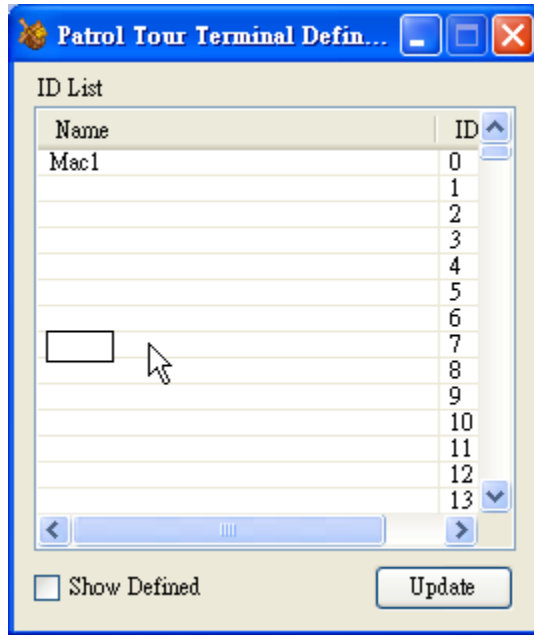 Patrol Tour Terminal Defin...
ID List
Name ID
Mac1 0
1
2
3
4
5
6
7
8
9
10
11
12
13
Show Defined Update